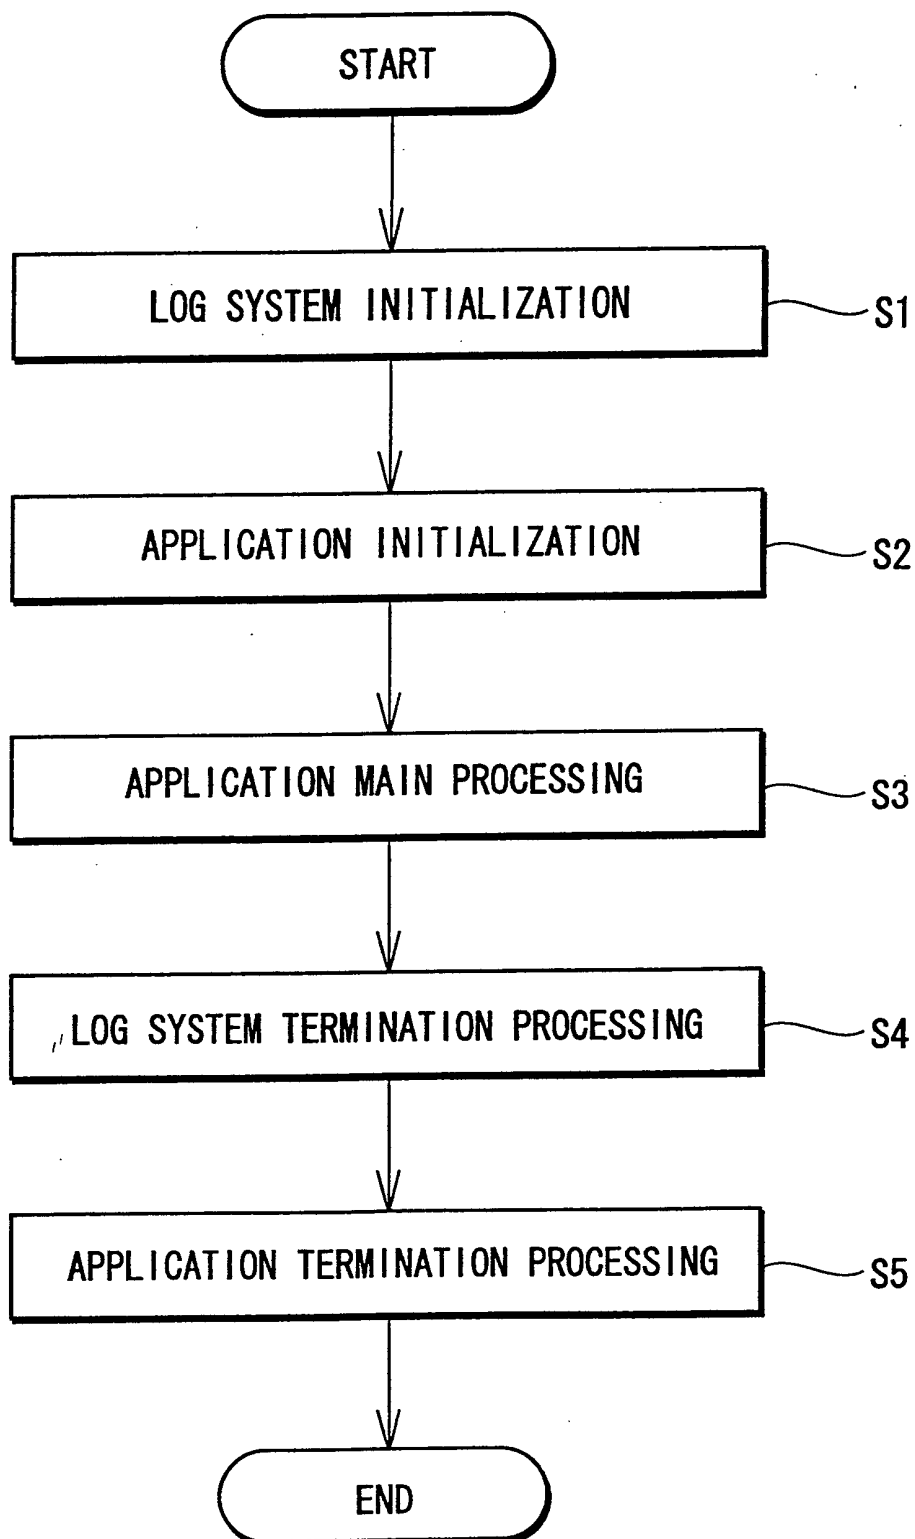 START
LOG SYSTEM INITIALIZATION
S1
APPLICATION INITIALIZATION
S2
APPLICATION MAIN PROCESSING
S3
LOG SYSTEM TERMINATION PROCESSING
S4
APPLICATION TERMINATION PROCESSING
S5
END